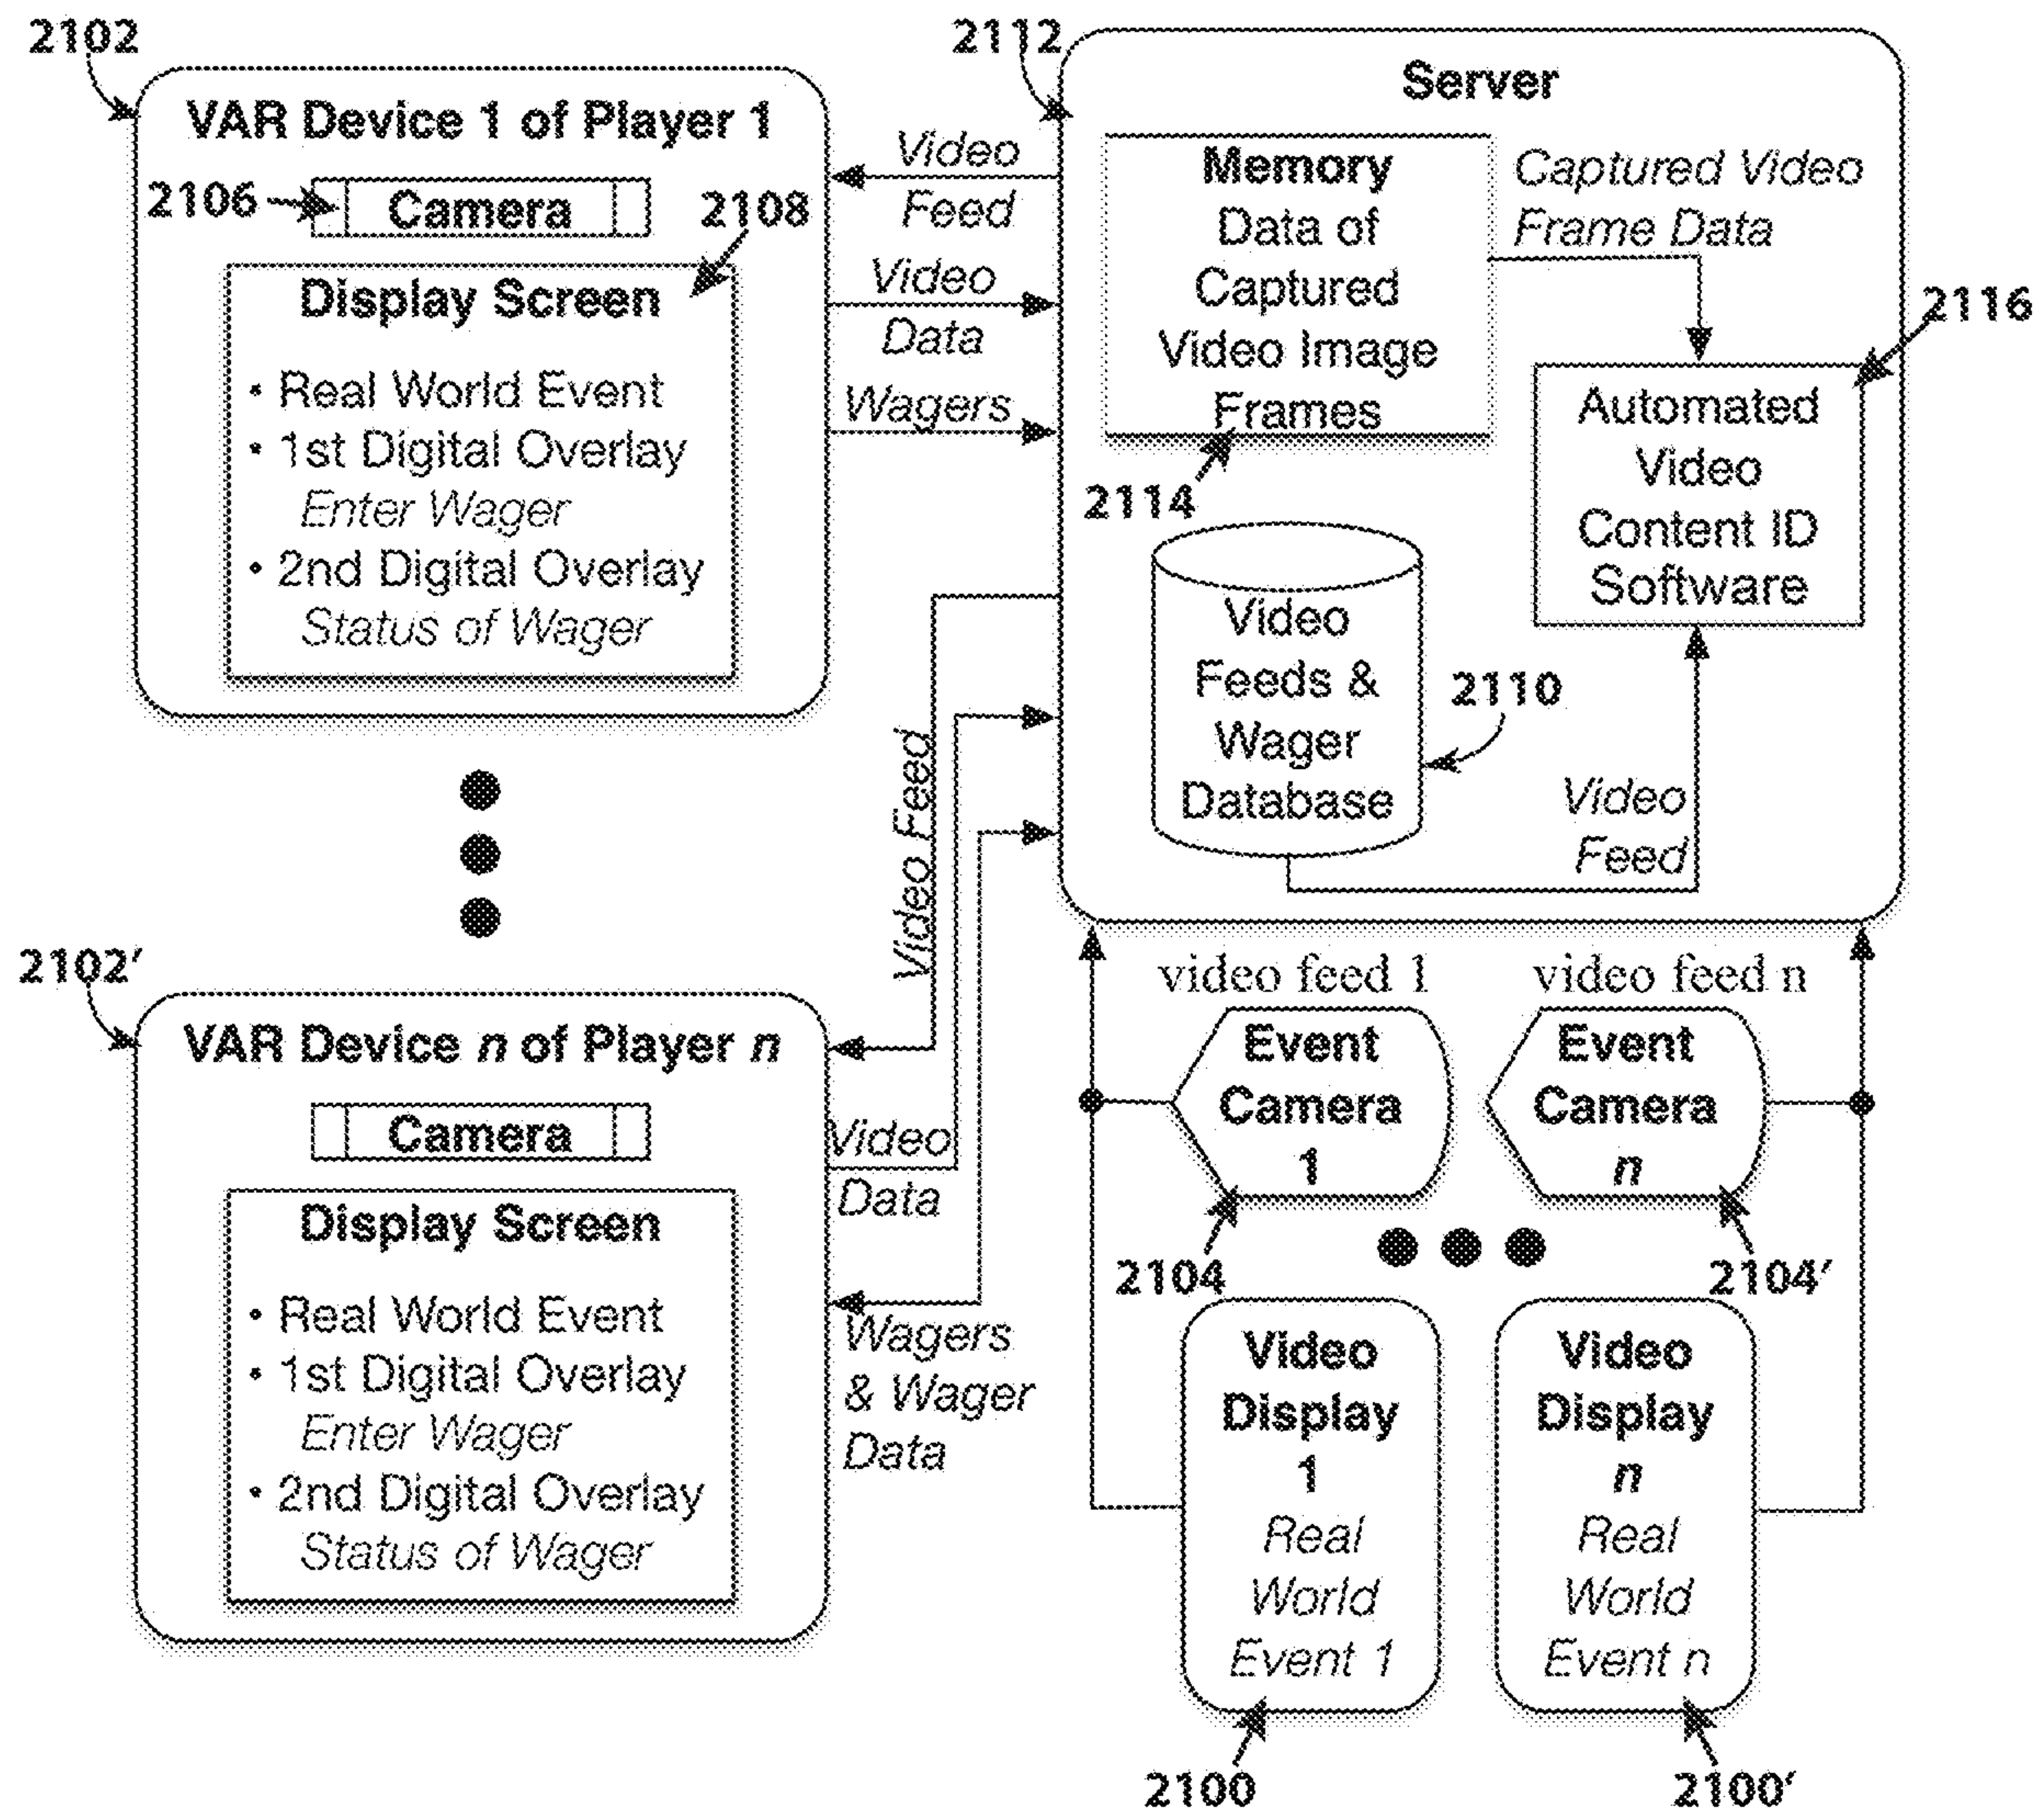 2102
VAR Device 1 of Player 1
2106
Camera
2108
Display Screen
• Real World Event
• 1st Digital Overlay
Enter Wager
• 2nd Digital Overlay
Status of Wager
Video
Feed
Video
Data
Wagers
2112
Server
Memory
Data of
Captured
Video Image
Frames
2114
Captured Video
Frame Data
2116
Automated
Video
Content ID
Software
Video
Feeds &
Wager
Database
2110
Video
Feed
2102'
VAR Device n of Player n
Camera
Display Screen
• Real World Event
• 1st Digital Overlay
Enter Wager
• 2nd Digital Overlay
Status of Wager
Video Feed
Video
Data
Wagers
& Wager
Data
video feed 1
video feed n
Event
Camera
1
2104
Event
Camera
n
2104'
Video
Display
1
Real
World
Event 1
2100
Video
Display
n
Real
World
Event n
2100'